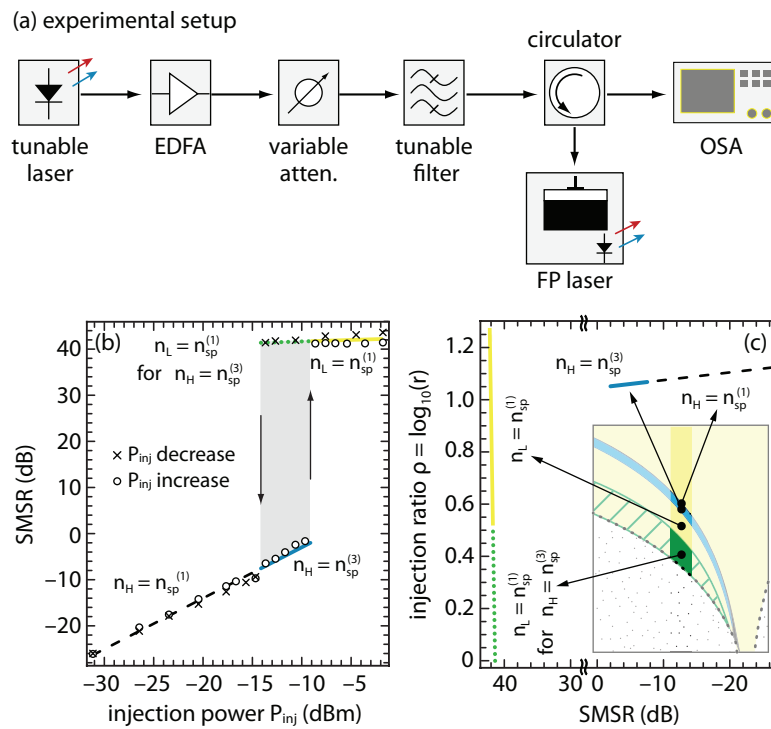 (a) experimental setup
circulator
tunable
laser
EDFA
variable
atten.
tunable
filter
OSA
FP laser
(b)
SMSR (dB)
40
20
0
−10
−20
n_L = n_sp^(1)
for n_H = n_sp^(3)
n_L = n_sp^(1)
× P_inj decrease
○ P_inj increase
n_H = n_sp^(1)
n_H = n_sp^(3)
−30 −25 −20 −15 −10 −5
injection power P_inj (dBm)
(c)
injection ratio ρ = log₁₀(r)
1.2
1.0
0.8
0.6
0.4
0.2
0
n_H = n_sp^(3)
n_H = n_sp^(1)
n_L = n_sp^(1)
n_L = n_sp^(1)
for n_H = n_sp^(3)
40 30 0 −10 −20
SMSR (dB)